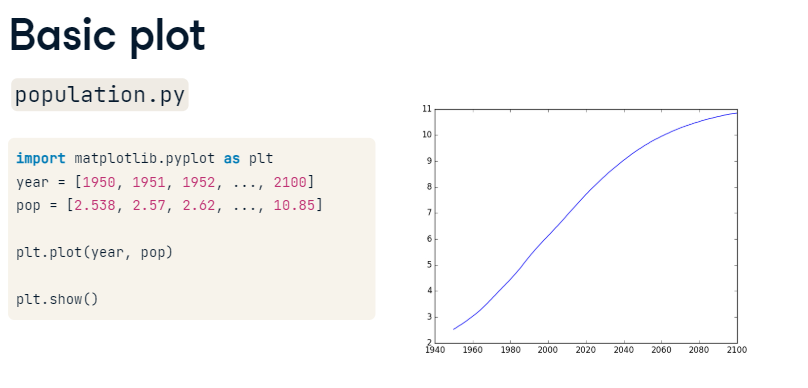 Basic plot
population.py
import matplotlib.pyplot as plt
year = [1950, 1951, 1952, ..., 2100]
pop = [2.538, 2.57, 2.62, ..., 10.85]
plt.plot(year, pop)
plt.show()
11
10
9
8
7
6
5
4
3
2
1940 1960 1980 2000 2020 2040 2060 2080 2100